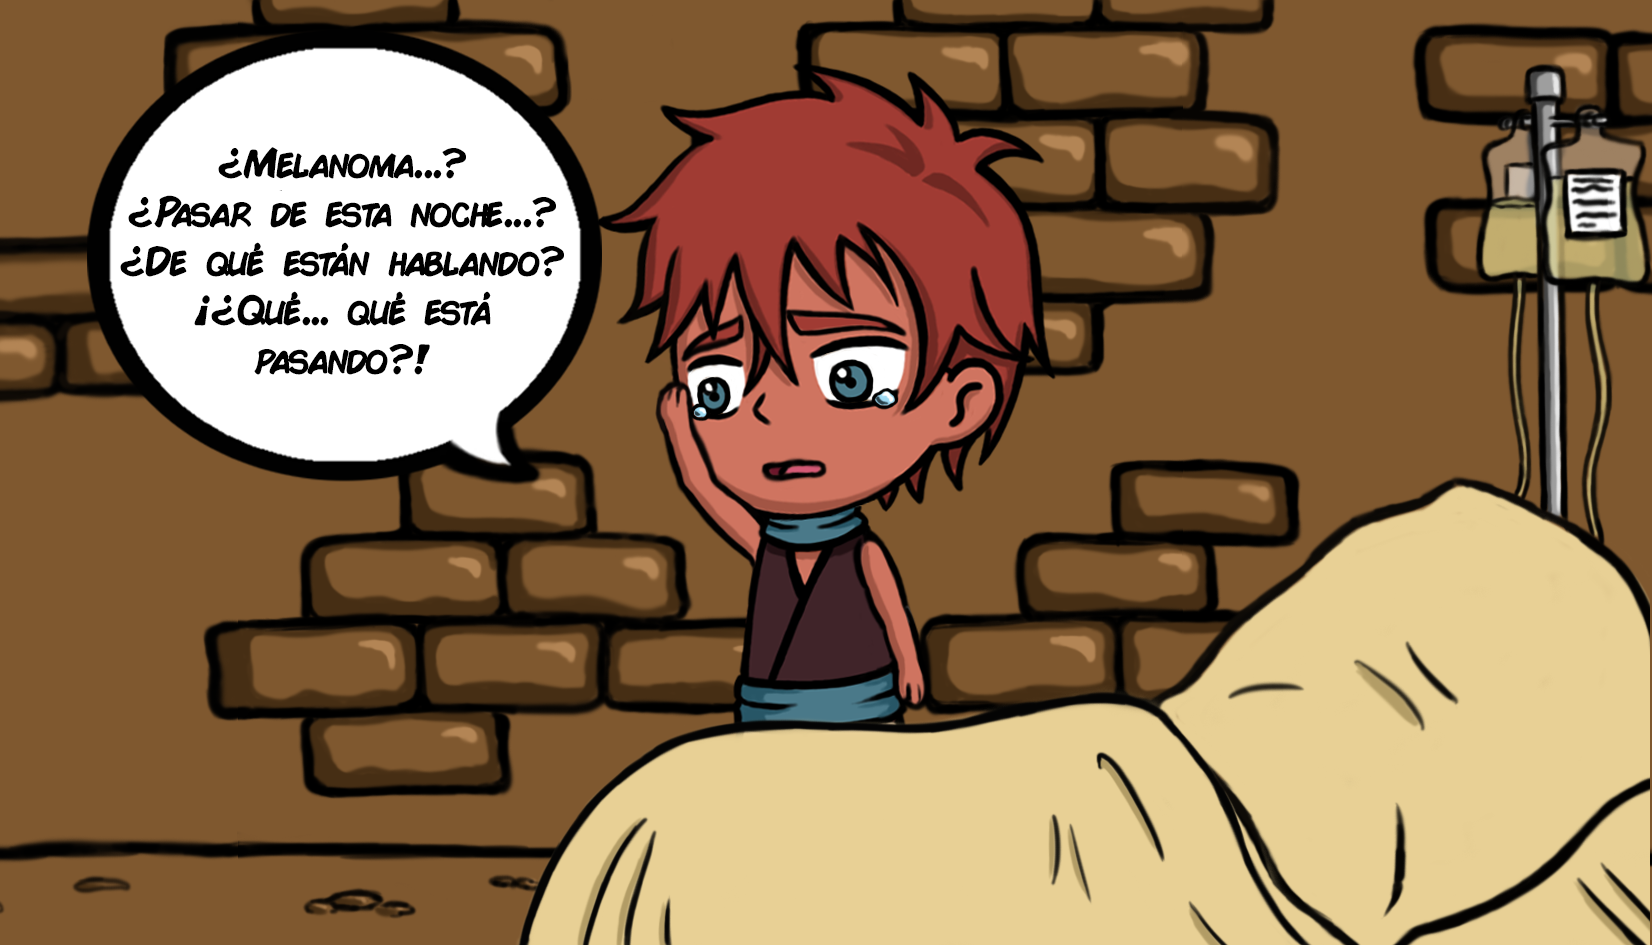 ¿Melanoma...?
¿Pasar de esta noche...?
¿De qué están hablando?
¡¿Qué... qué está
pasando?!